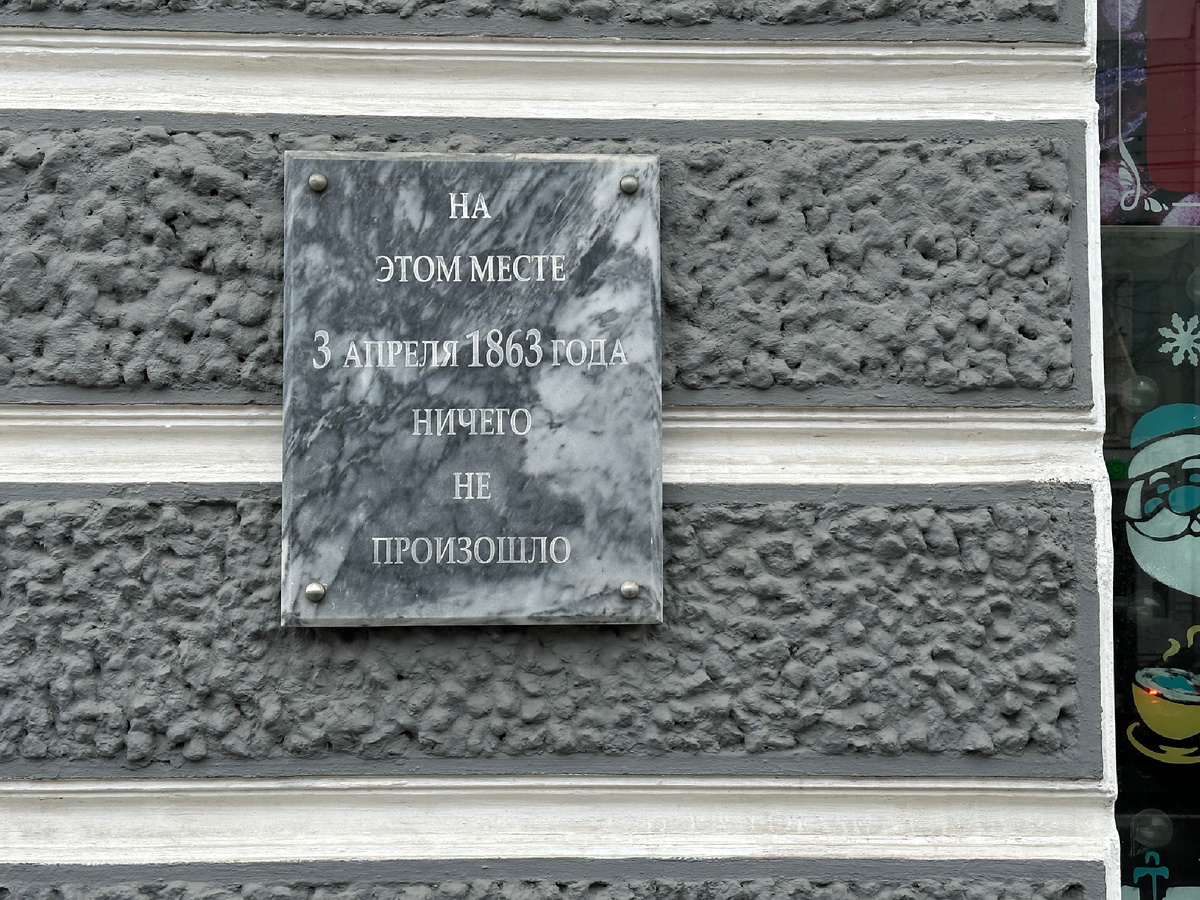 НА
ЭТОМ МЕСТЕ
3 АПРЕЛЯ 1863 ГОДА
НИЧЕГО
НЕ
ПРОИЗОШЛО